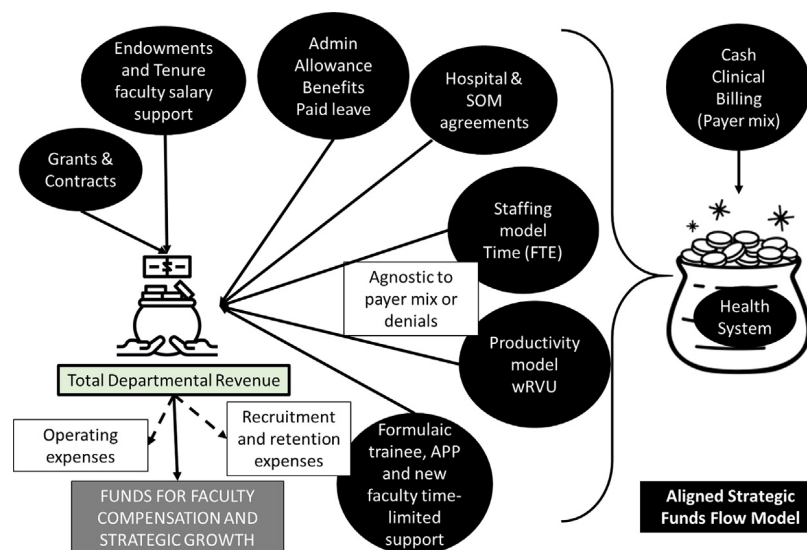 Endowments
and Tenure
faculty salary
support
Admin
Allowance
Benefits
Paid leave
Hospital &
SOM
agreements
Cash
Clinical
Billing
(Payer mix)
Grants &
Contracts
Staffing
model
Time (FTE)
-$-
Agnostic to
payer mix or
denials
Health
System
Productivity
model
wRVU
Total Departmental Revenue
Operating
expenses
Recruitment
and retention
expenses
Formulaic
trainee, APP
and new
faculty time-
limited
support
FUNDS FOR FACULTY
COMPENSATION AND
STRATEGIC GROWTH
Aligned Strategic
Funds Flow Model